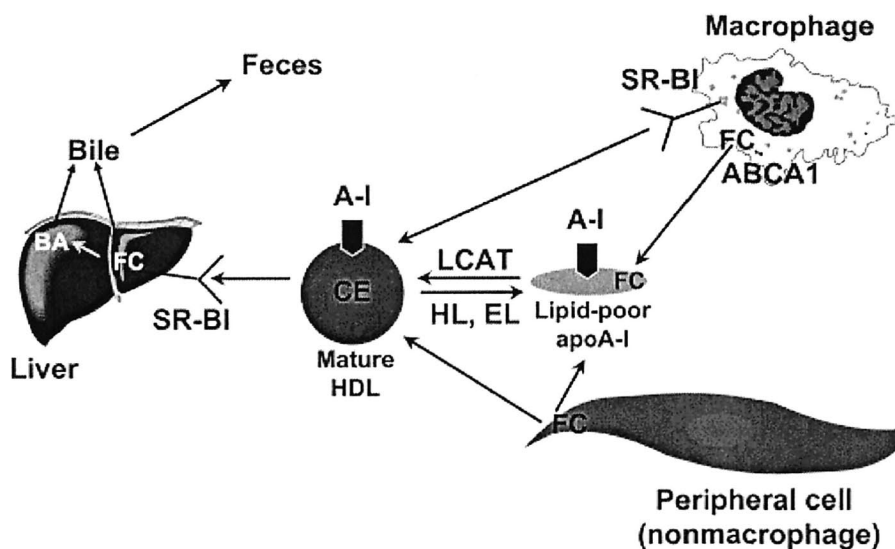 Macrophage
SR-BI
FC
ABCA1
Feces
Bile
BA
FC
SR-BI
Liver
A-I
CE
Mature
HDL
LCAT
HL, EL
A-I
FC
Lipid-poor
apoA-I
FC
Peripheral cell
(nonmacrophage)